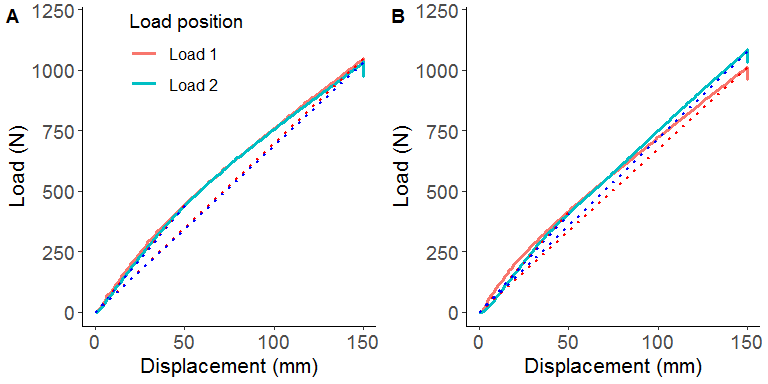 A
Load position
Load 1
Load 2
Load (N)
1250
1000
750
500
250
0
0 50 100 150
Displacement (mm)
B
Load (N)
1250
1000
750
500
250
0
0 50 100 150
Displacement (mm)